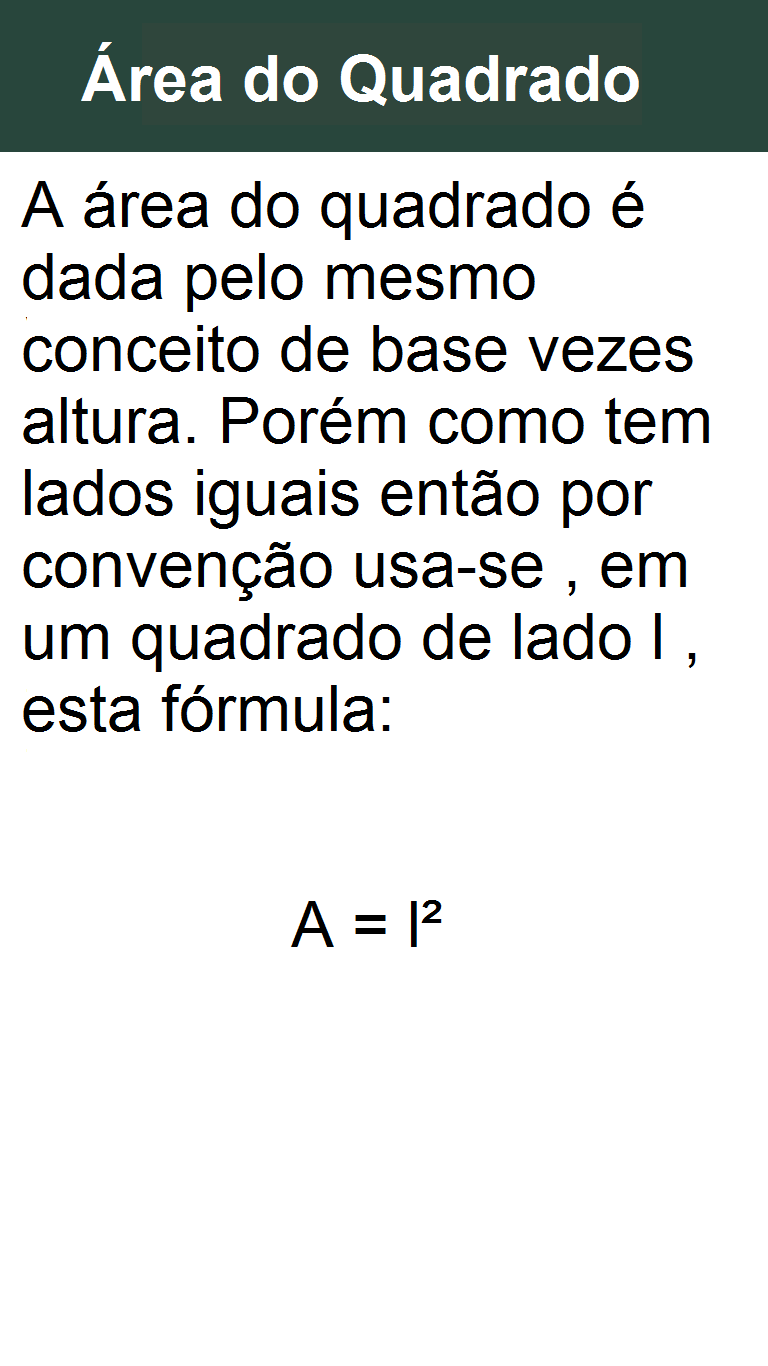 Área do Quadrado
A área do quadrado é
dada pelo mesmo
conceito de base vezes
altura. Porém como tem
lados iguais então por
convenção usa-se , em
um quadrado de lado l ,
esta fórmula:
A = l²